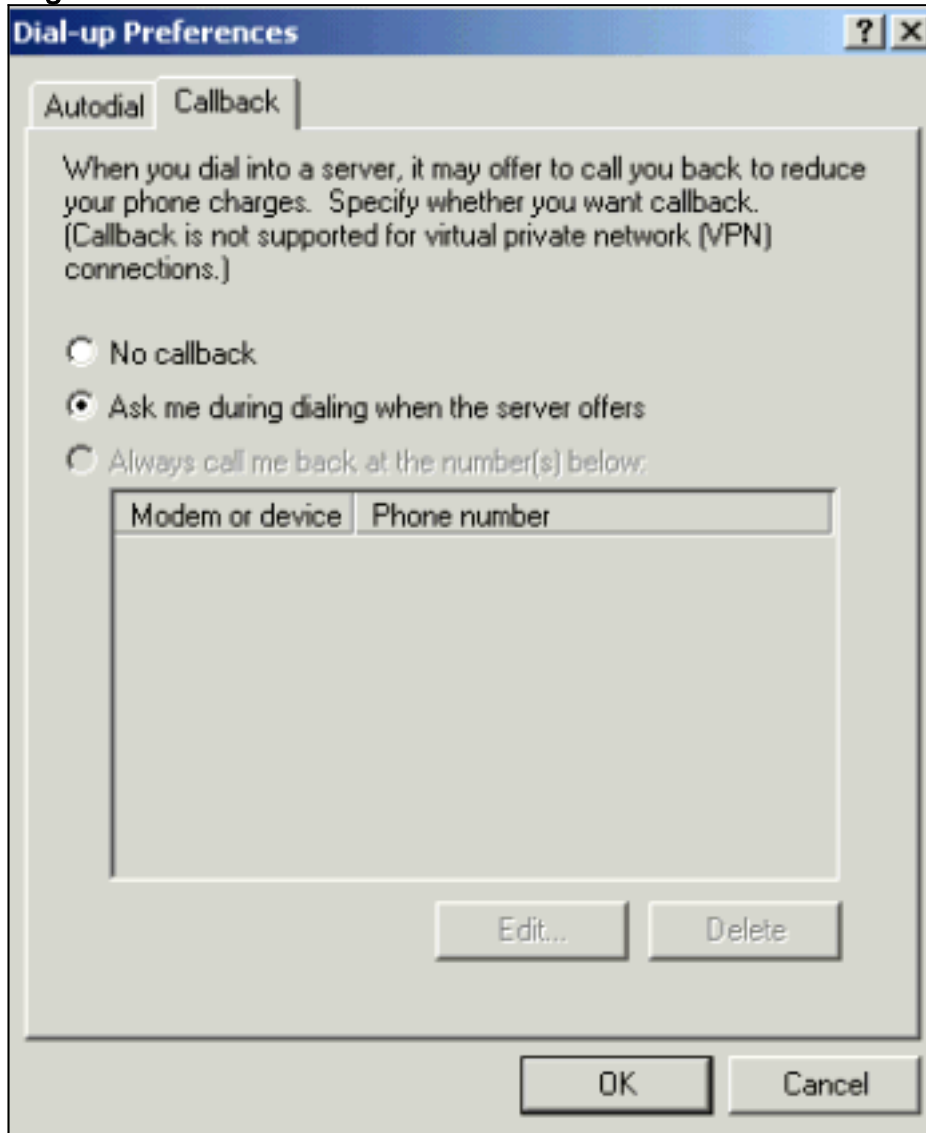 Dial-up Preferences
Autodial Callback
When you dial into a server, it may offer to call you back to reduce
your phone charges. Specify whether you want callback.
(Callback is not supported for virtual private network (VPN)
connections.)
No callback
Ask me during dialing when the server offers
Always call me back at the number(s) below:
Modem or device Phone number
Edit... Delete
OK Cancel